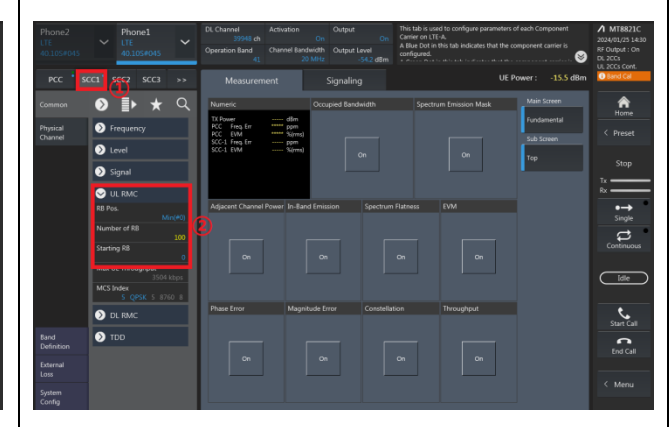 Phone2
LTE
40.105#045
Phone1
LTE
40.105#045
DL Channel
39948 ch
Activation
On
Output
On
Operation Band
41
Channel Bandwidth
20 MHz
Output Level
-54.2 dBm
This tab is used to configure parameters of each Component
Carrier on LTE-A.
A Blue Dot in this tab indicates that the component carrier is
configured.
MT8821C
2024/01/25 14:30
RF Output : On
DL 2CCs
UL 2CCs Cont.
Band Cal
PCC
SCC1
SCC2
SCC3
>>
①
Measurement
Signaling
UE Power : -15.5 dBm
Common
Physical
Channel
Frequency
Level
Signal
UL RMC
RB Pos.
Min(#0)
Number of RB
100
Starting RB
0
②
3504 kbps
MCS Index
5 QPSK 5 8760 8
DL RMC
TDD
Band
Definition
External
Loss
System
Config
Numeric
TX Power ----- dBm
PCC Freq. Err ***** ppm
PCC EVM ***** %(rms)
SCC-1 Freq. Err ----- ppm
SCC-1 EVM ----- %(rms)
Occupied Bandwidth
On
Spectrum Emission Mask
On
Main Screen
Fundamental
Sub Screen
Top
Adjacent Channel Power
On
In-Band Emission
On
Spectrum Flatness
On
EVM
On
Phase Error
On
Magnitude Error
On
Constellation
On
Throughput
On
Home
< Preset
Stop
Tx
Rx
Single
Continuous
Idle
Start Call
End Call
< Menu